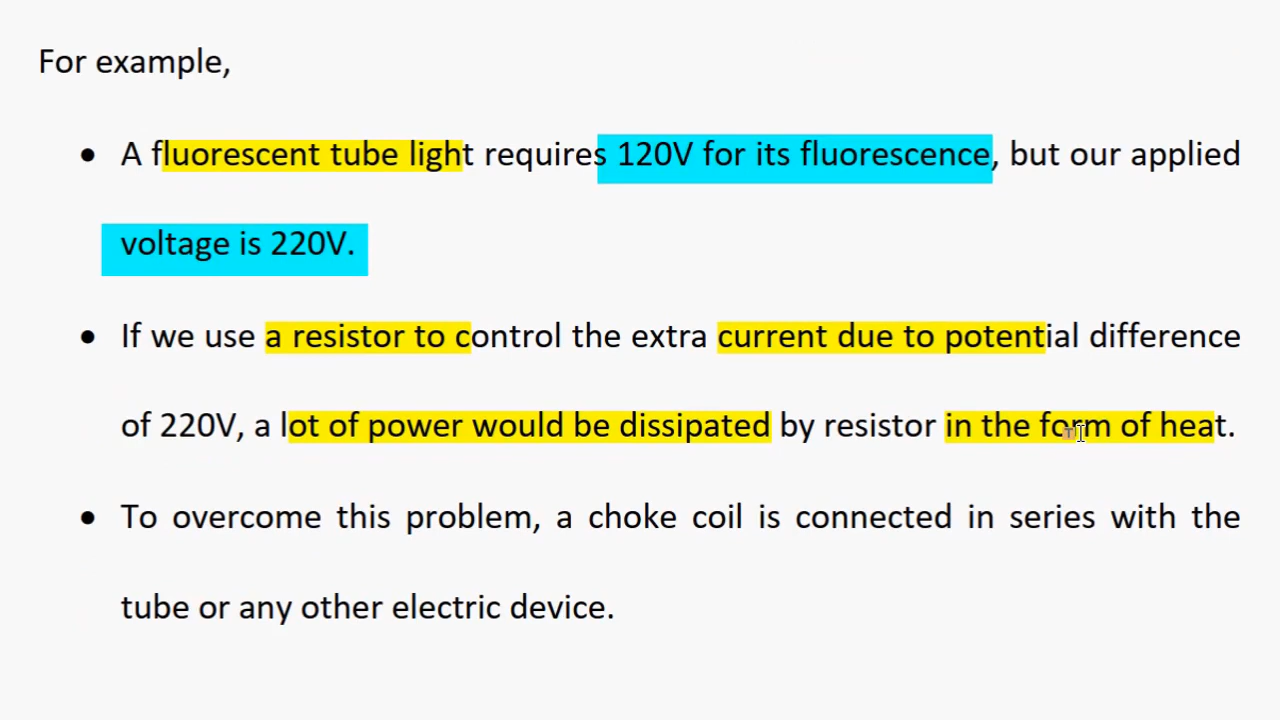 For example,
• A fluorescent tube light requires 120V for its fluorescence, but our applied
voltage is 220V.
• If we use a resistor to control the extra current due to potential difference
of 220V, a lot of power would be dissipated by resistor in the form of heat.
• To overcome this problem, a choke coil is connected in series with the
tube or any other electric device.